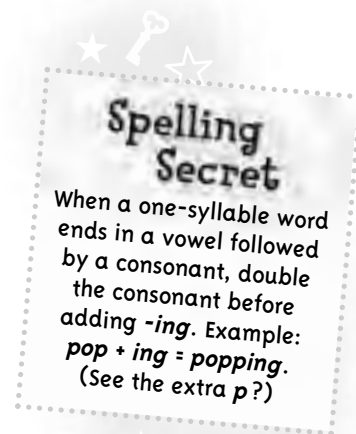 Spelling
Secret
When a one-syllable word
ends in a vowel followed
by a consonant, double
the consonant before
adding -ing. Example:
pop + ing = popping.
(See the extra p?)